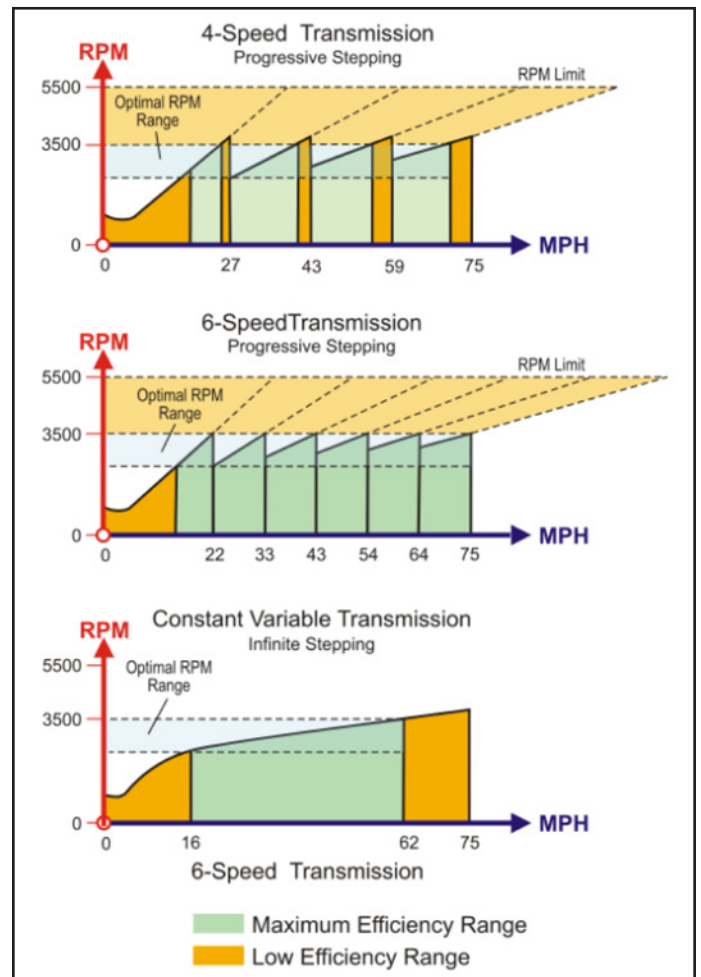 4-Speed Transmission
Progressive Stepping
RPM
RPM Limit
5500
Optimal RPM
Range
3500
0
MPH
0 27 43 59 75
6-SpeedTransmission
Progressive Stepping
RPM
RPM Limit
5500
Optimal RPM
Range
3500
0
MPH
0 22 33 43 54 64 75
Constant Variable Transmission
Infinite Stepping
RPM
5500
Optimal RPM
Range
3500
0
MPH
0 16 62 75
6-Speed Transmission
Maximum Efficiency Range
Low Efficiency Range